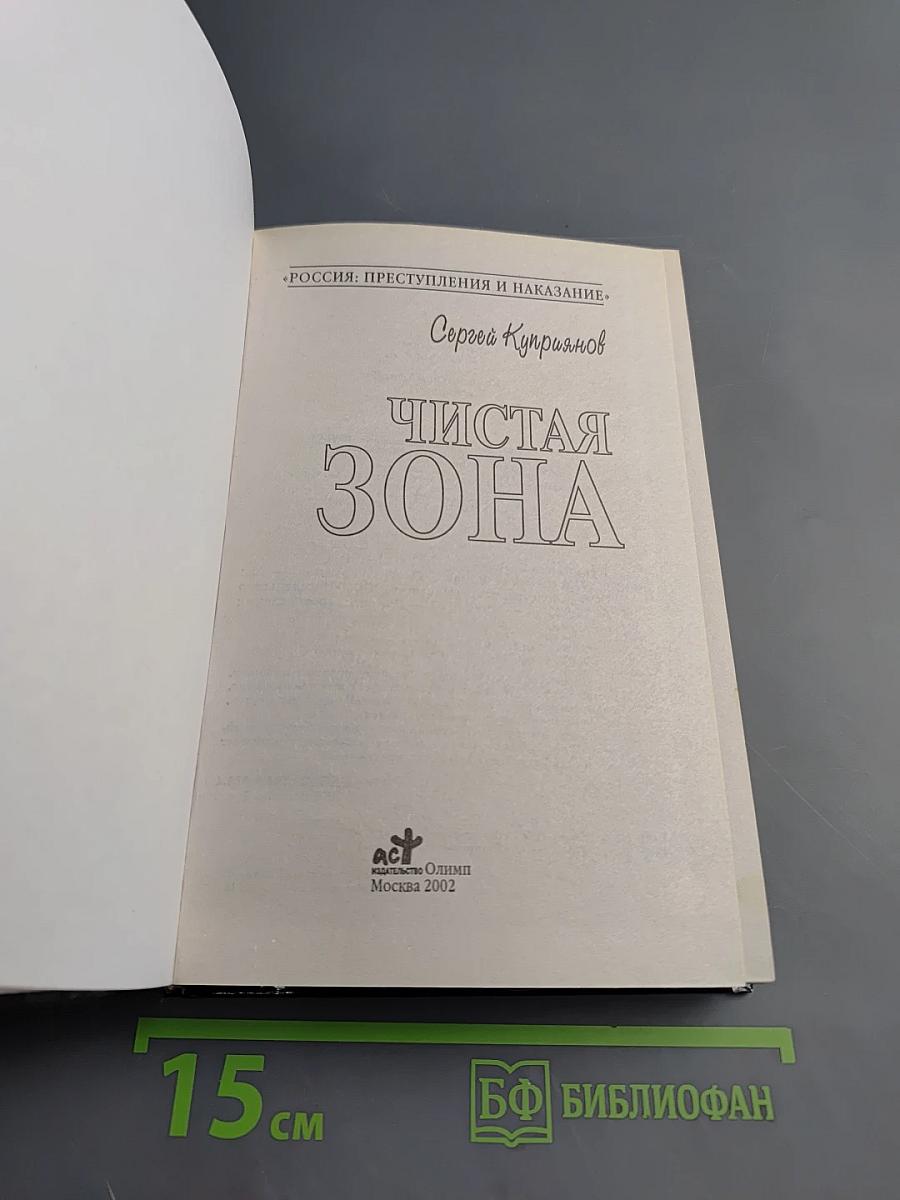 «РОССИЯ: ПРЕСТУПЛЕНИЯ И НАКАЗАНИЕ»
Сергей Куприянов
ЧИСТАЯ
ЗОНА
аст
ИЗДАТЕЛЬСТВО Олимп
Москва 2002
15 см
БФ БИБЛИОФАН